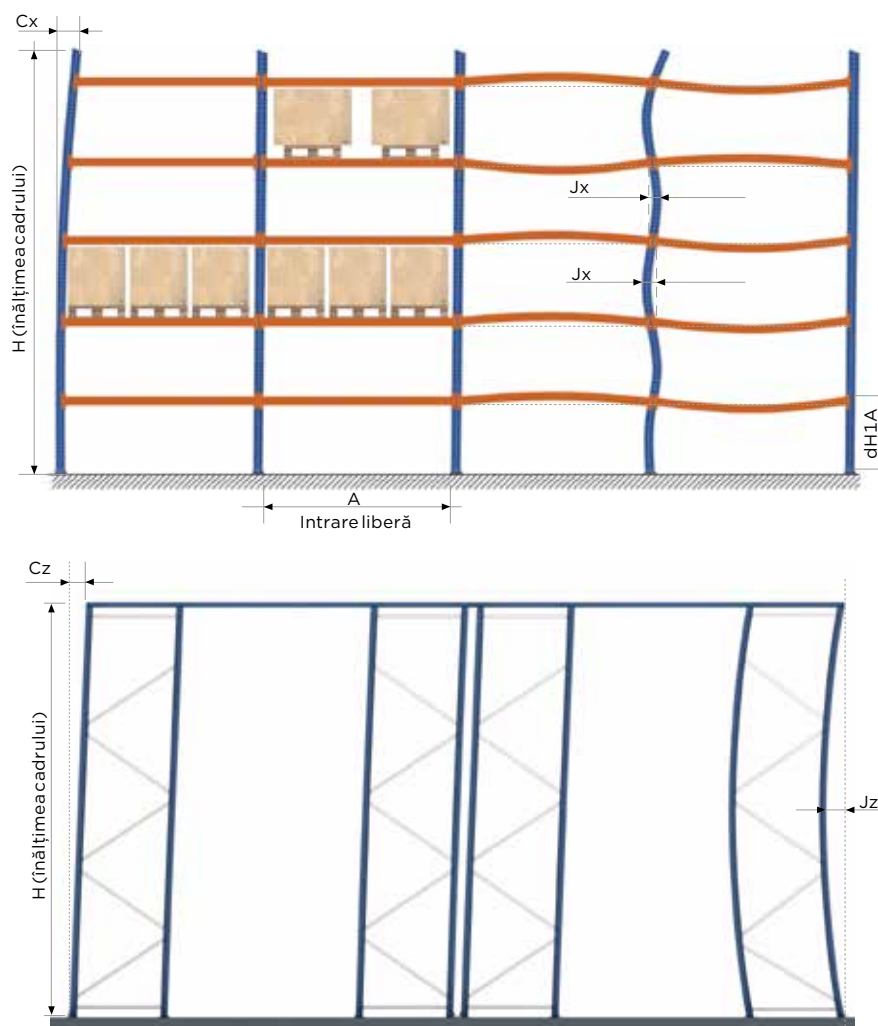 Cx
H (înălțimea cadrului)
Jx
Jx
dH1A
A
Intrare liberă
Cz
H (înălțimea cadrului)
Jz